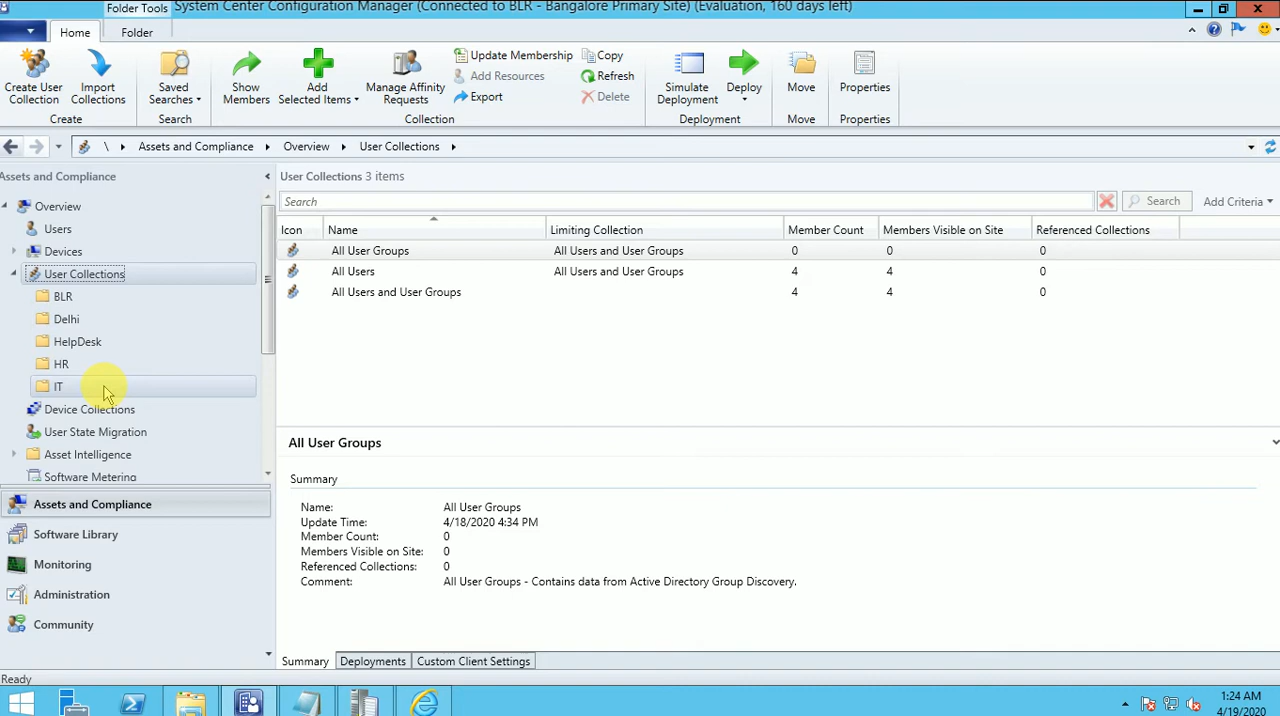 Folder Tools
System Center Configuration Manager (Connected to BLR - Bangalore Primary Site) (Evaluation, 160 days left)
Home
Folder
Create User Collection
Import Collections
Create
Saved Searches
Search
Show Members
Add Selected Items
Manage Affinity Requests
Update Membership
Add Resources
Export
Copy
Refresh
Delete
Collection
Simulate Deployment
Deploy
Deployment
Move
Move
Properties
Properties
\ Assets and Compliance Overview User Collections
Assets and Compliance
Overview
Users
Devices
User Collections
BLR
Delhi
HelpDesk
HR
IT
Device Collections
User State Migration
Asset Intelligence
Software Metering
Assets and Compliance
Software Library
Monitoring
Administration
Community
User Collections 3 items
Search
Search
Add Criteria
Icon Name Limiting Collection Member Count Members Visible on Site Referenced Collections
All User Groups All Users and User Groups 0 0 0
All Users All Users and User Groups 4 4 0
All Users and User Groups 4 4 0
All User Groups
Summary
Name: All User Groups
Update Time: 4/18/2020 4:34 PM
Member Count: 0
Members Visible on Site: 0
Referenced Collections: 0
Comment: All User Groups - Contains data from Active Directory Group Discovery.
Summary Deployments Custom Client Settings
Ready
1:24 AM
4/19/2020